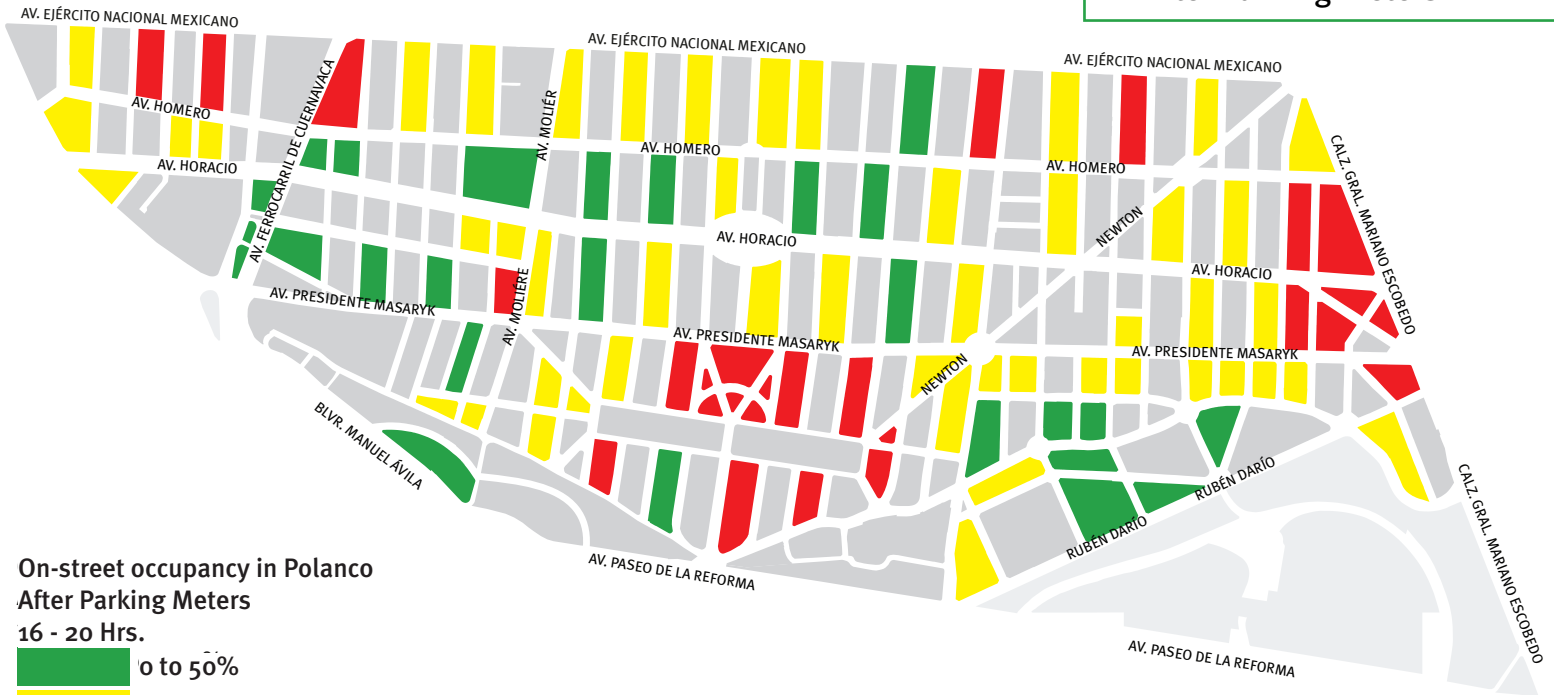 AV. EJÉRCITO NACIONAL MEXICANO
AV. EJÉRCITO NACIONAL MEXICANO
AV. EJÉRCITO NACIONAL MEXICANO
AV. HOMERO
AV. HOMERO
AV. HOMERO
AV. MOLIÉR
AV. FERROCARRIL DE CUERNAVACA
CALZ. GRAL. MARIANO ESCOBEDO
AV. HORACIO
AV. HORACIO
AV. HORACIO
NEWTON
AV. PRESIDENTE MASARYK
AV. MOLIÉRE
AV. PRESIDENTE MASARYK
AV. PRESIDENTE MASARYK
NEWTON
BLVR. MANUEL ÁVILA
RUBÉN DARÍO
RUBÉN DARÍO
CALZ. GRAL. MARIANO ESCOBEDO
AV. PASEO DE LA REFORMA
AV. PASEO DE LA REFORMA
On-street occupancy in Polanco
After Parking Meters
16 - 20 Hrs.
to 50%